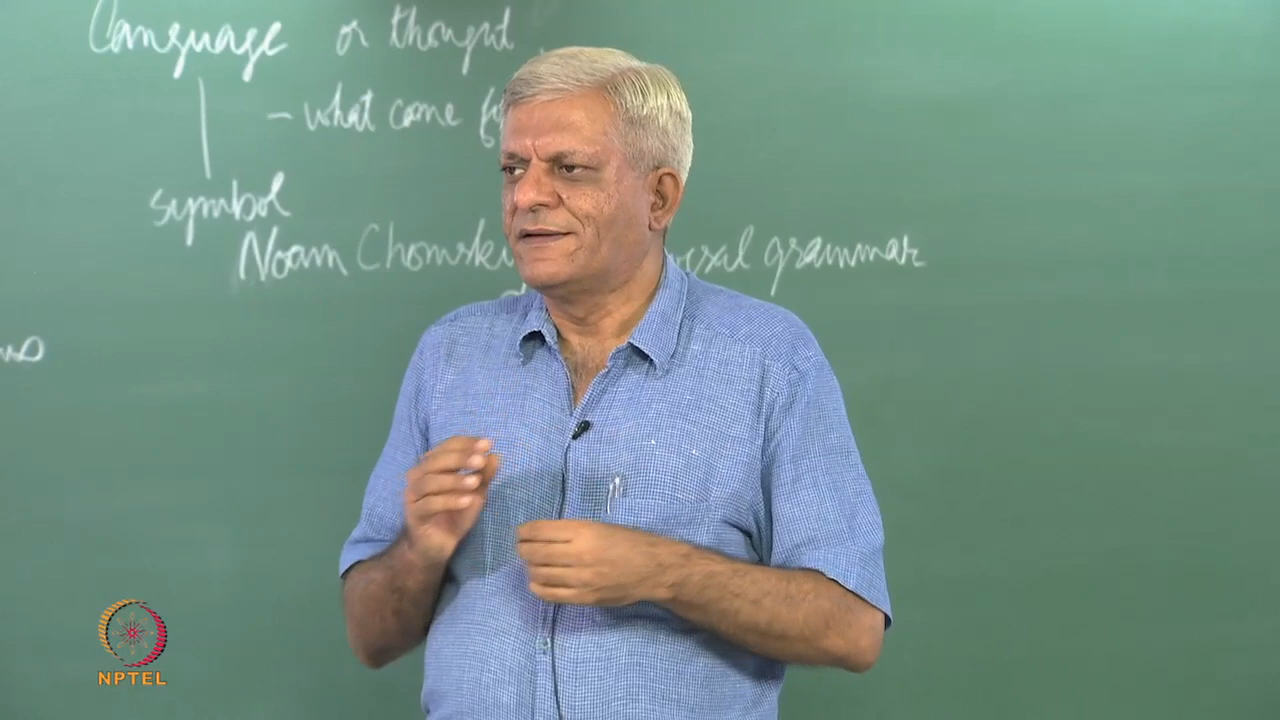 Language or thought
- what come
symbol
Noam Chomsky grammar
NPTEL